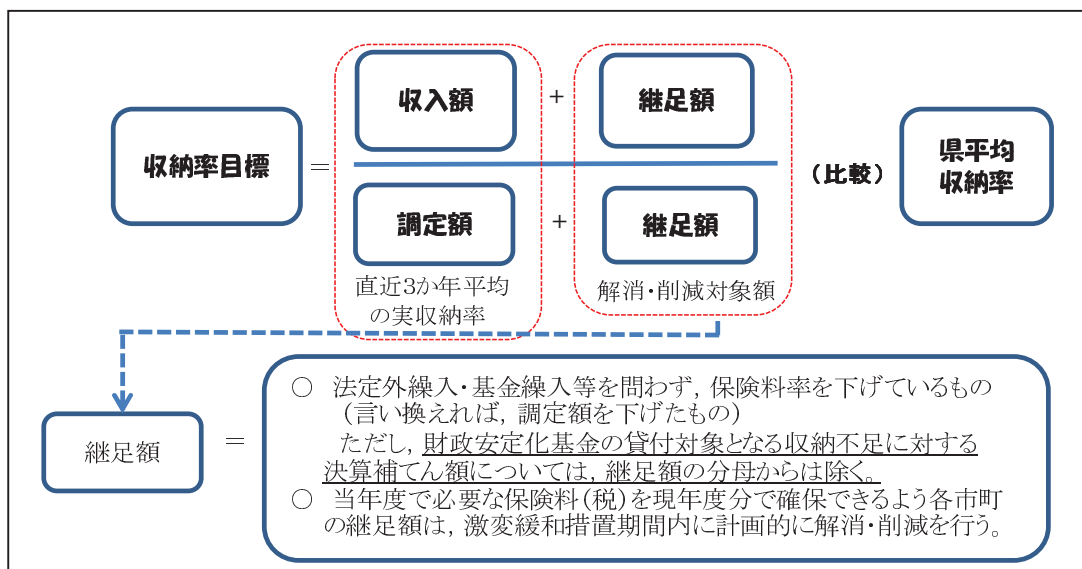 収入額 + 継足額
収納率目標 =
(比較)
県平均
収納率
調定額 + 継足額
直近3か年平均
の実収納率
解消・削減対象額
継足額 =
○ 法定外繰入・基金繰入等を問わず, 保険料率を下げているもの
(言い換えれば, 調定額を下げたもの)
ただし, 財政安定化基金の貸付対象となる収納不足に対する
決算補てん額については, 継足額の分母からは除く。
○ 当年度で必要な保険料(税)を現年度分で確保できるよう各市町
の継足額は, 激変緩和措置期間内に計画的に解消・削減を行う。